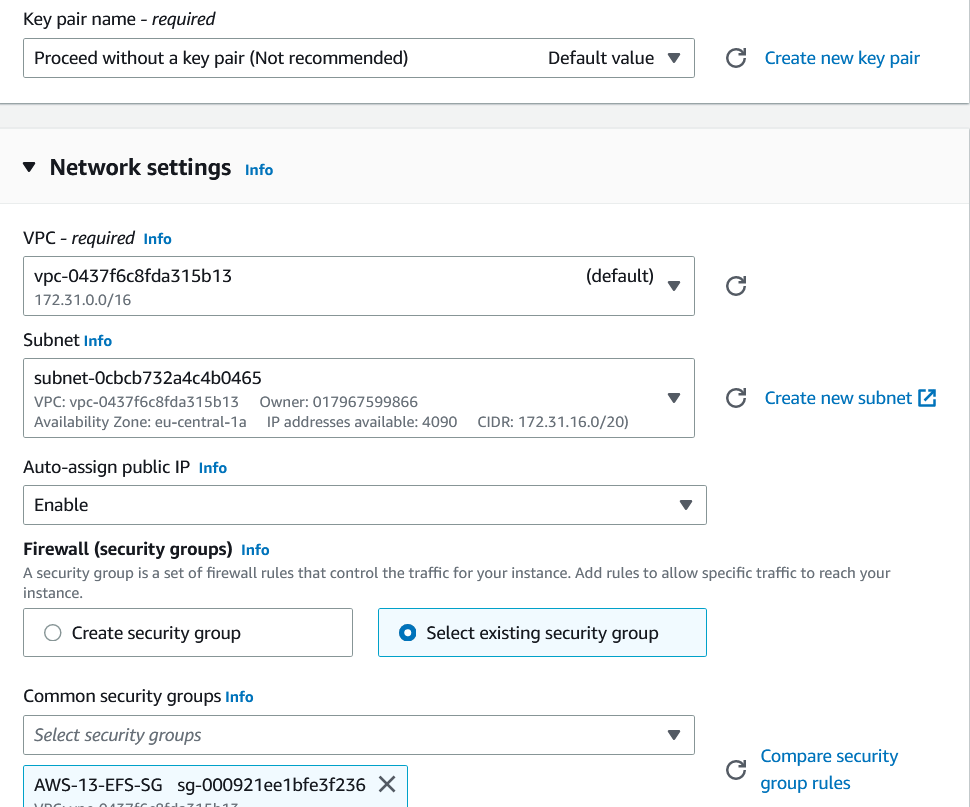 Key pair name - required
Proceed without a key pair (Not recommended) Default value
Create new key pair
Network settings Info
VPC - required Info
vpc-0437f6c8fda315b13 (default)
172.31.0.0/16
Subnet Info
subnet-0cbcb732a4c4b0465
VPC: vpc-0437f6c8fda315b13 Owner: 017967599866
Availability Zone: eu-central-1a IP addresses available: 4090 CIDR: 172.31.16.0/20)
Create new subnet
Auto-assign public IP Info
Enable
Firewall (security groups) Info
A security group is a set of firewall rules that control the traffic for your instance. Add rules to allow specific traffic to reach your
instance.
Create security group
Select existing security group
Common security groups Info
Select security groups
Compare security
group rules
AWS-13-EFS-SG sg-000921ee1bfe3f236
VPC: vpc-0437f6c8fda315b13